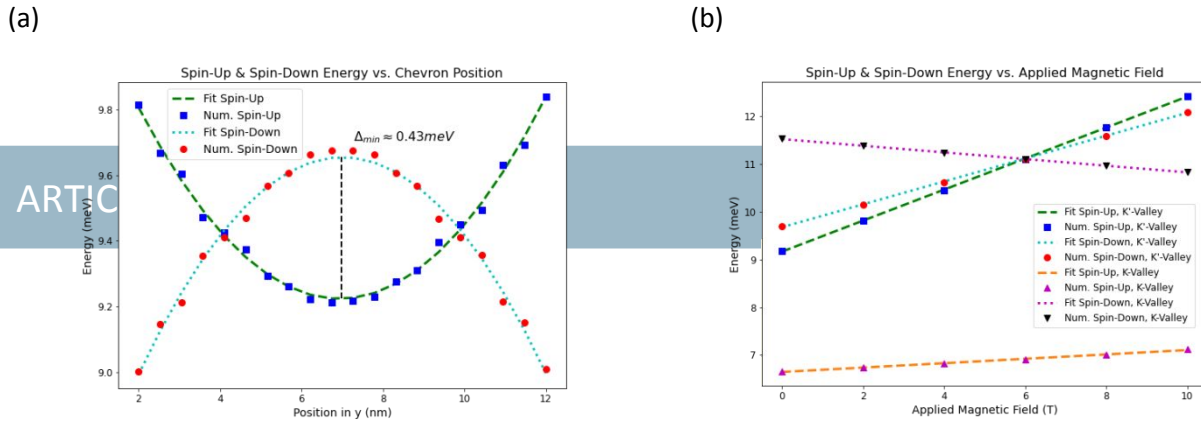 (a)
(b)
ARTIC
Spin-Up & Spin-Down Energy vs. Chevron Position
Fit Spin-Up
Num. Spin-Up
Fit Spin-Down
Num. Spin-Down
Δmin ≈ 0.43meV
Energy (meV)
9.8
9.6
9.4
9.2
9.0
2
4
6
8
10
12
Position in y (nm)
Spin-Up & Spin-Down Energy vs. Applied Magnetic Field
Energy (meV)
12
11
10
9
8
7
Fit Spin-Up, K'-Valley
Num. Spin-Up, K'-Valley
Fit Spin-Down, K'-Valley
Num. Spin-Down, K'-Valley
Fit Spin-Up, K-Valley
Num. Spin-Up, K-Valley
Fit Spin-Down, K-Valley
Num. Spin-Down, K-Valley
0
2
4
6
8
10
Applied Magnetic Field (T)